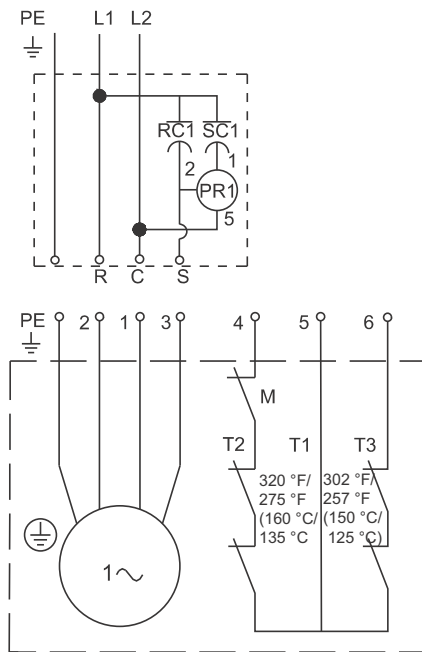 PE L1 L2
RC1 SC1
2 1
PR1
5
R C S
PE 2 1 3 4 5 6
M
T2 T1 T3
320 °F/ 302 °F/
275 °F 257 °F
(160 °C/ (150 °C/
135 °C 125 °C)
1